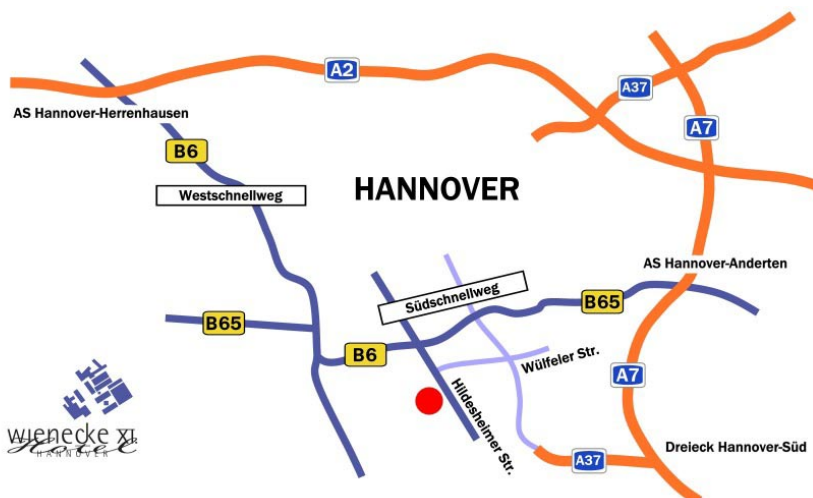 A2
A37
AS Hannover-Herrenhausen
A7
B6
Westschnellweg
HANNOVER
AS Hannover-Anderten
Südschnellweg
B65
B65
B6
Wülfeler Str.
A7
Hildesheimer Str.
wienecke XI.
Hotel
HANNOVER
A37
Dreieck Hannover-Süd